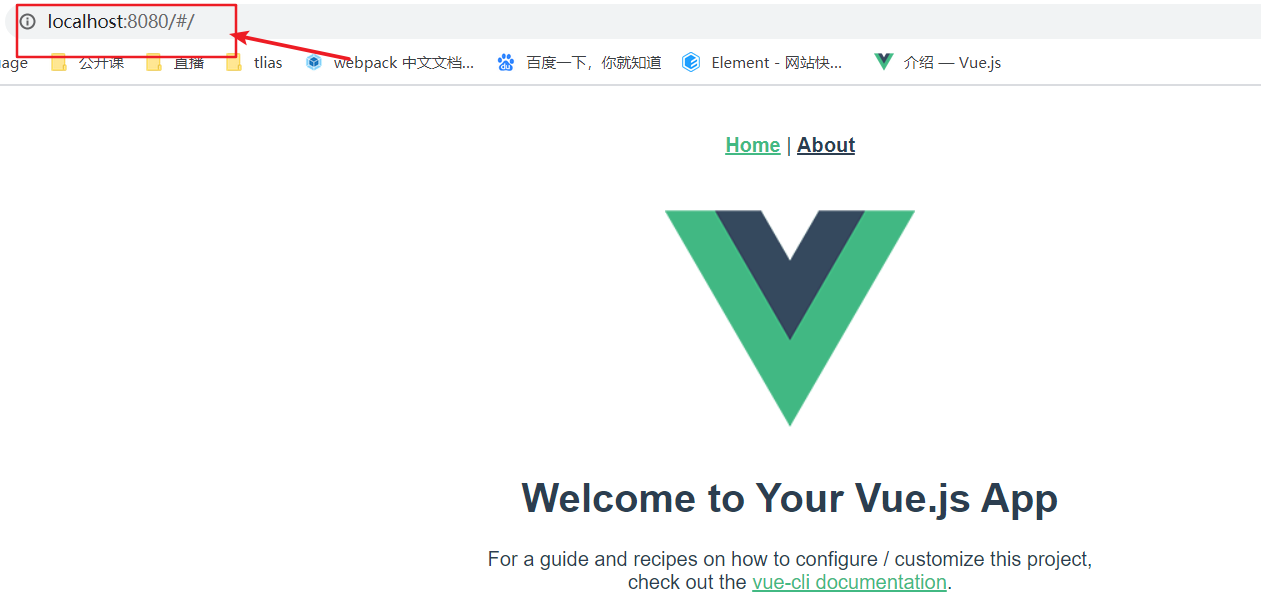 localhost:8080/#/
公开课 直播 tlias webpack 中文文档... 百度一下，你就知道 Element - 网站快... 介绍 — Vue.js
Home | About
Welcome to Your Vue.js App
For a guide and recipes on how to configure / customize this project,
check out the vue-cli documentation.